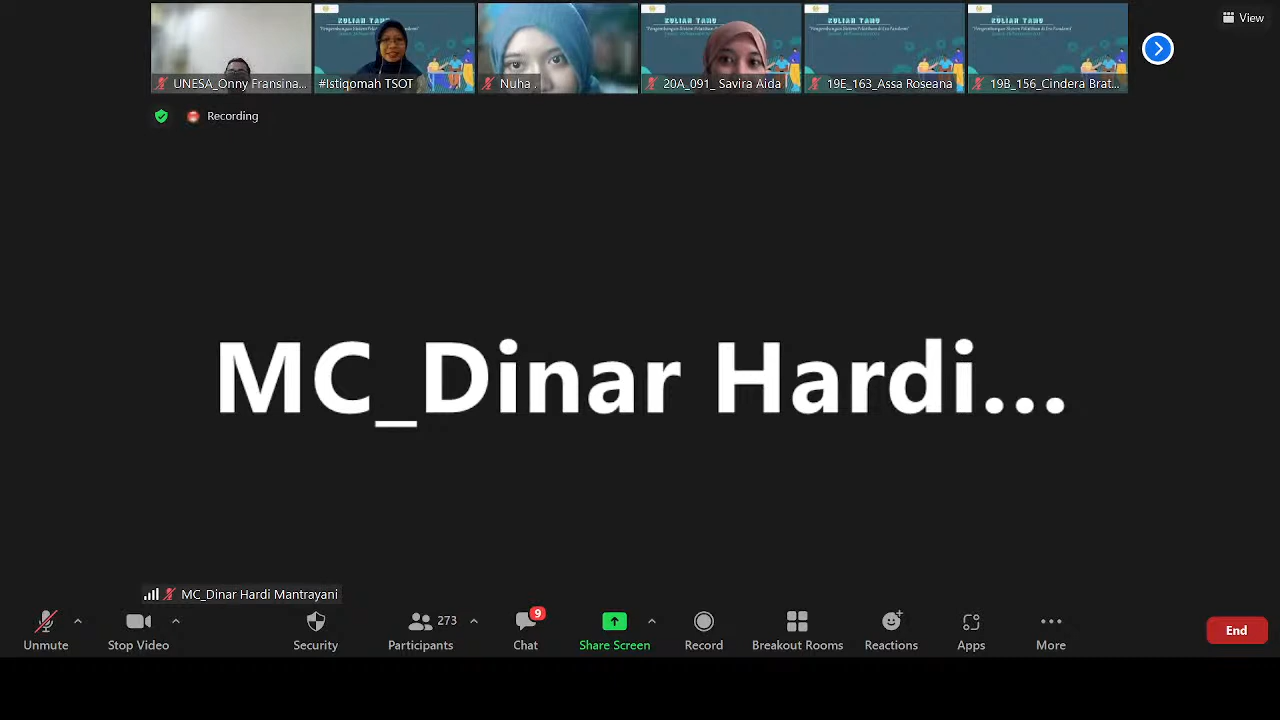 KULIAH TAMU
KULIAH TAMU
KULIAH TAMU
KULIAH TAMU
View
UNESA_Onny Fransina...
#Istiqomah TSOT
Nuha .
20A_091_ Savira Aida
19E_163_Assa Roseana
19B_156_Cindera Brat...
Recording
MC_Dinar Hardi...
MC_Dinar Hardi Mantrayani
273
9
Unmute
Stop Video
Security
Participants
Chat
Share Screen
Record
Breakout Rooms
Reactions
Apps
More
End